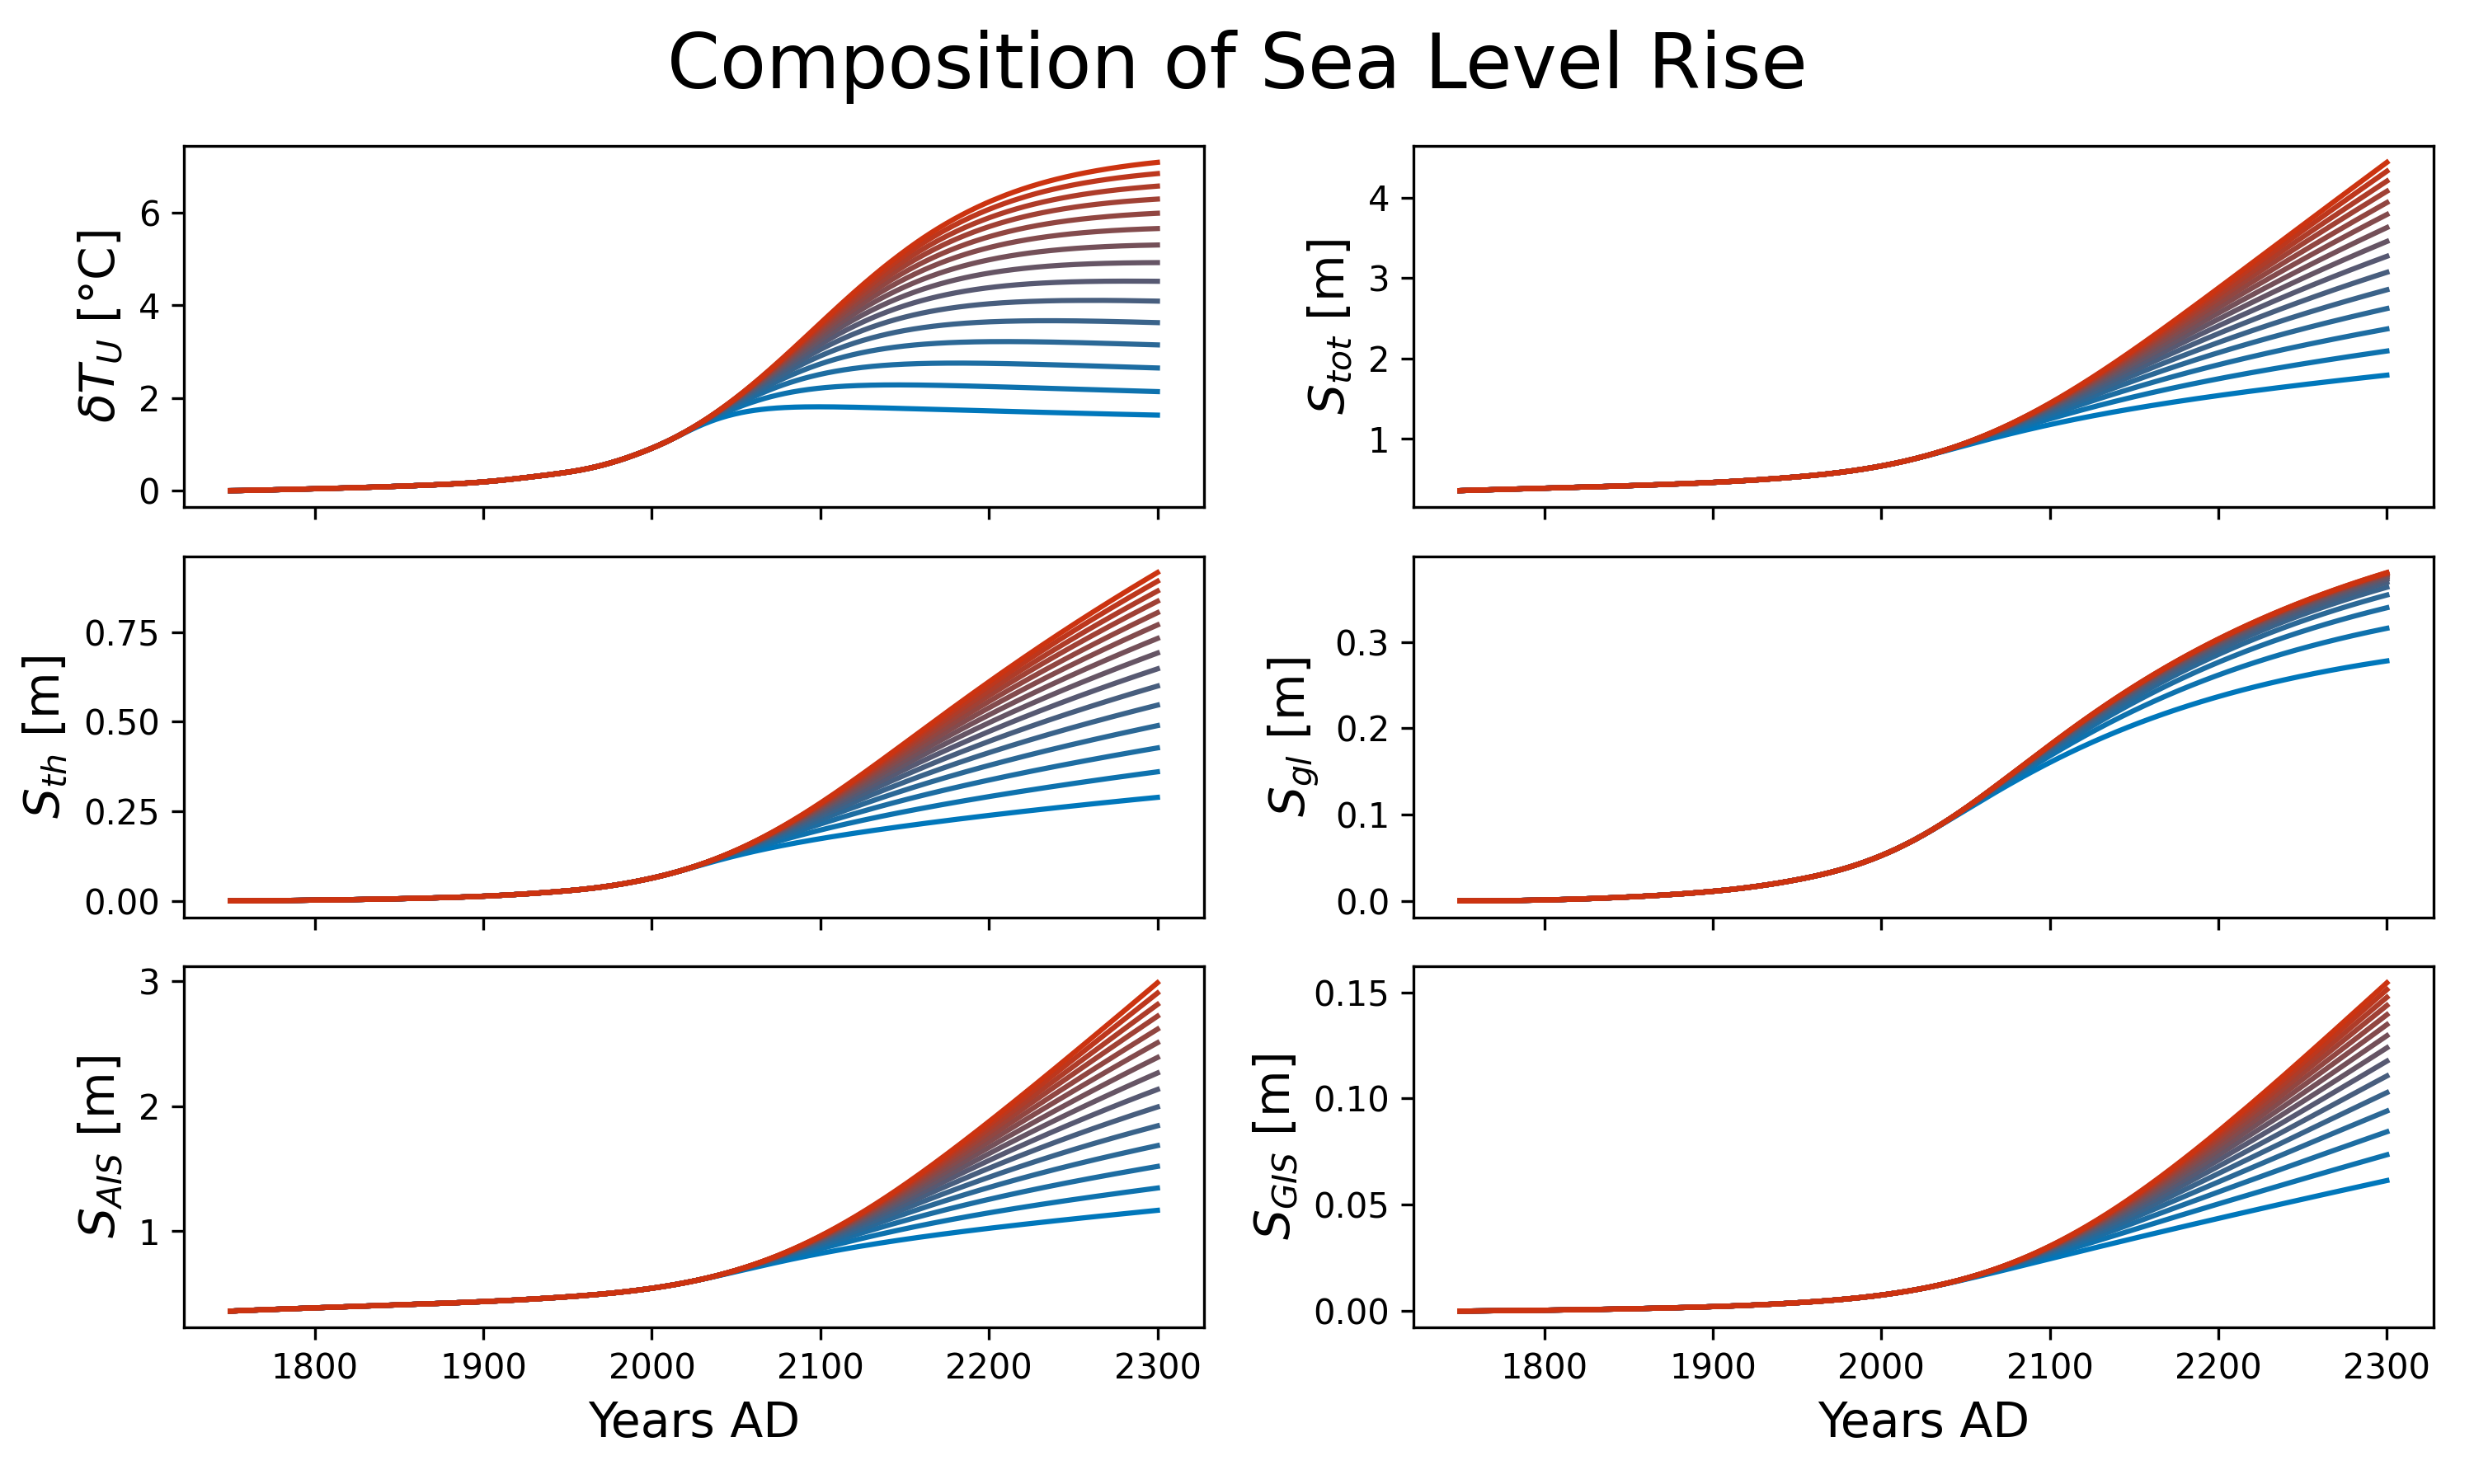 Composition of Sea Level Rise
δT_U [°C]
6
4
2
0
S_tot [m]
4
3
2
1
S_th [m]
0.75
0.50
0.25
0.00
S_gl [m]
0.3
0.2
0.1
0.0
S_AIS [m]
3
2
1
1800 1900 2000 2100 2200 2300
Years AD
S_GIS [m]
0.15
0.10
0.05
0.00
1800 1900 2000 2100 2200 2300
Years AD